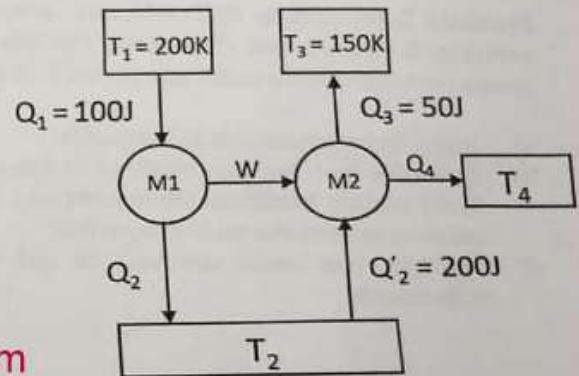 T₁ = 200K
T₃ = 150K
Q₁ = 100J
Q₃ = 50J
M1
W
M2
Q₄
T₄
Q₂
Q'₂ = 200J
T₂
m